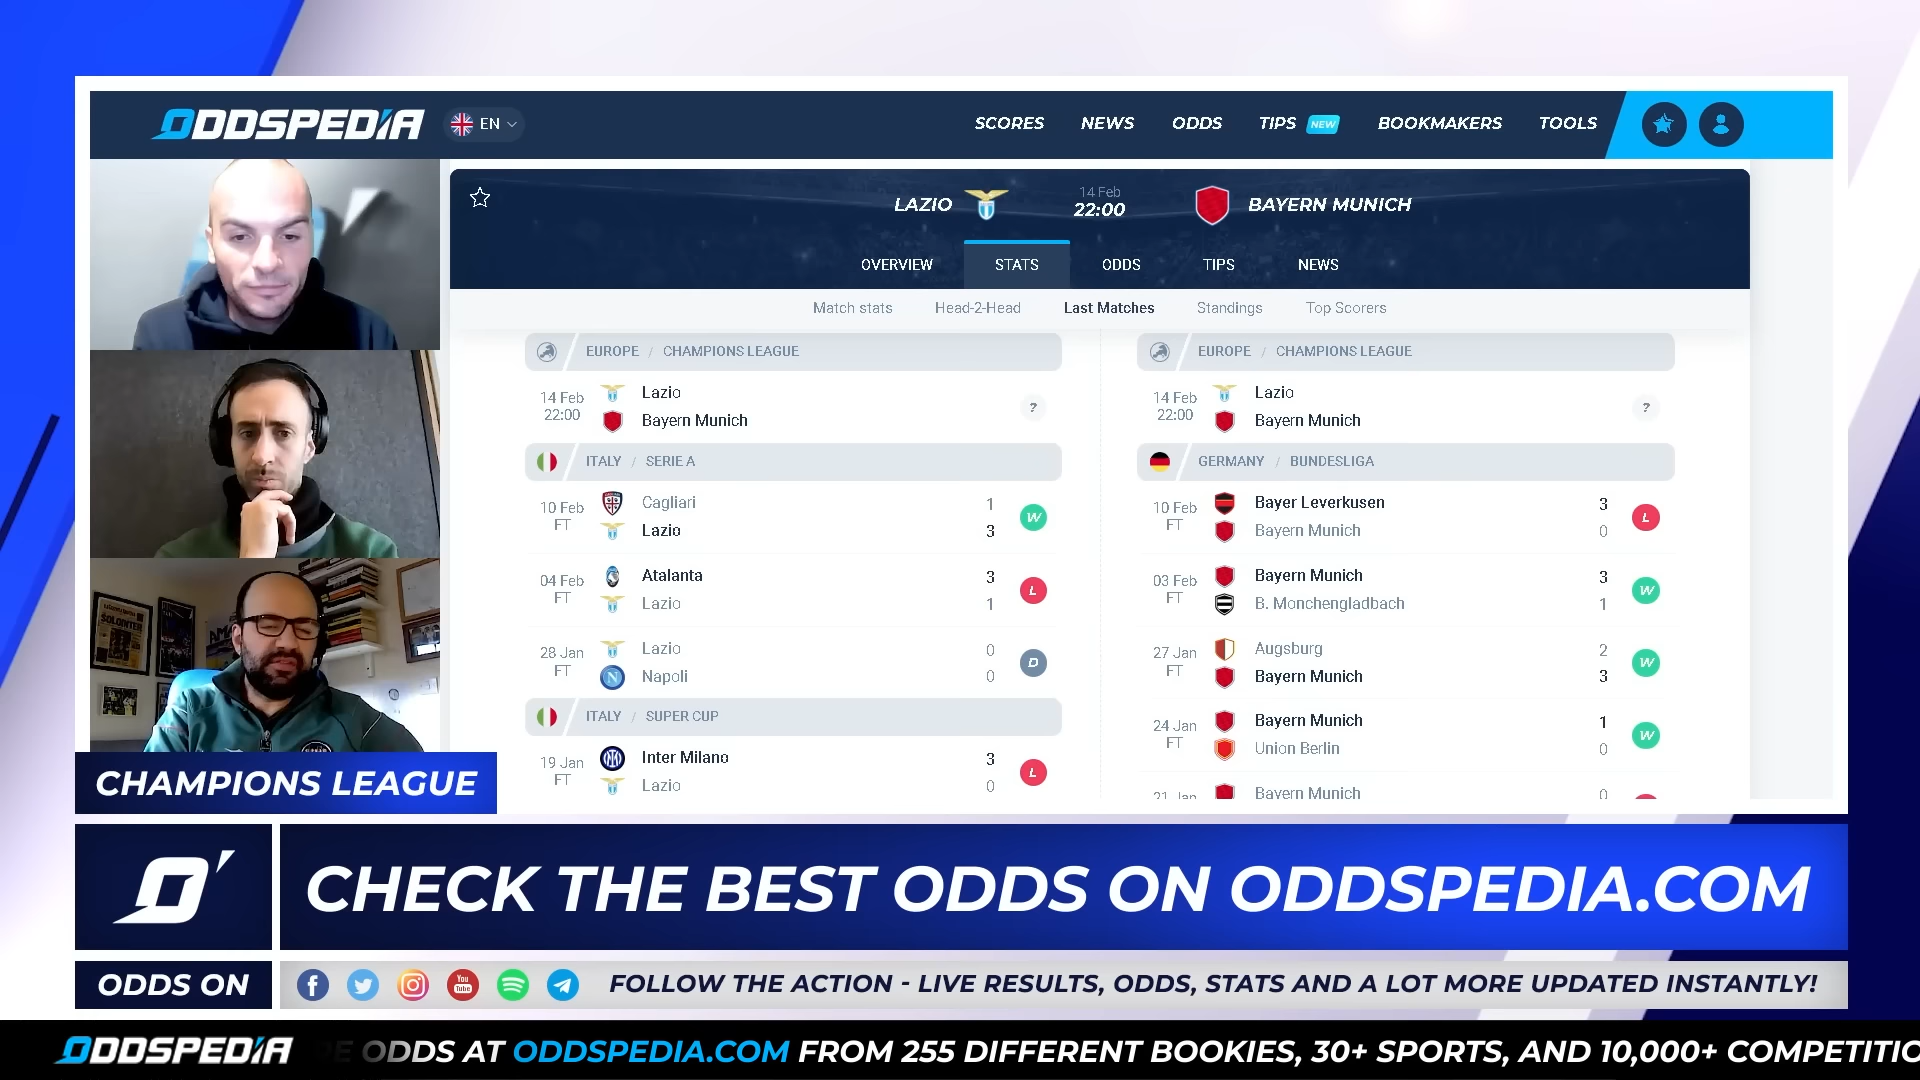 ODDSPEDIA
EN
SCORES NEWS ODDS TIPS NEW BOOKMAKERS TOOLS
LAZIO 14 Feb 22:00 BAYERN MUNICH
OVERVIEW STATS ODDS TIPS NEWS
Match stats Head-2-Head Last Matches Standings Top Scorers
EUROPE / CHAMPIONS LEAGUE
14 Feb Lazio
22:00 Bayern Munich ?
ITALY / SERIE A
10 Feb Cagliari 1
FT Lazio 3 W
04 Feb Atalanta 3
FT Lazio 1 L
28 Jan Lazio 0
FT Napoli 0 D
ITALY / SUPER CUP
19 Jan Inter Milano 3
FT Lazio 0 L
EUROPE / CHAMPIONS LEAGUE
14 Feb Lazio
22:00 Bayern Munich ?
GERMANY / BUNDESLIGA
10 Feb Bayer Leverkusen 3
FT Bayern Munich 0 L
03 Feb Bayern Munich 3
FT B. Monchengladbach 1 W
27 Jan Augsburg 2
FT Bayern Munich 3 W
24 Jan Bayern Munich 1
FT Union Berlin 0 W
21 Jan Bayern Munich 0
CHAMPIONS LEAGUE
CHECK THE BEST ODDS ON ODDSPEDIA.COM
ODDS ON
You Tube
FOLLOW THE ACTION - LIVE RESULTS, ODDS, STATS AND A LOT MORE UPDATED INSTANTLY!
ODDSPEDIA
ODDS AT ODDSPEDIA.COM FROM 255 DIFFERENT BOOKIES, 30+ SPORTS, AND 10,000+ COMPETITIO